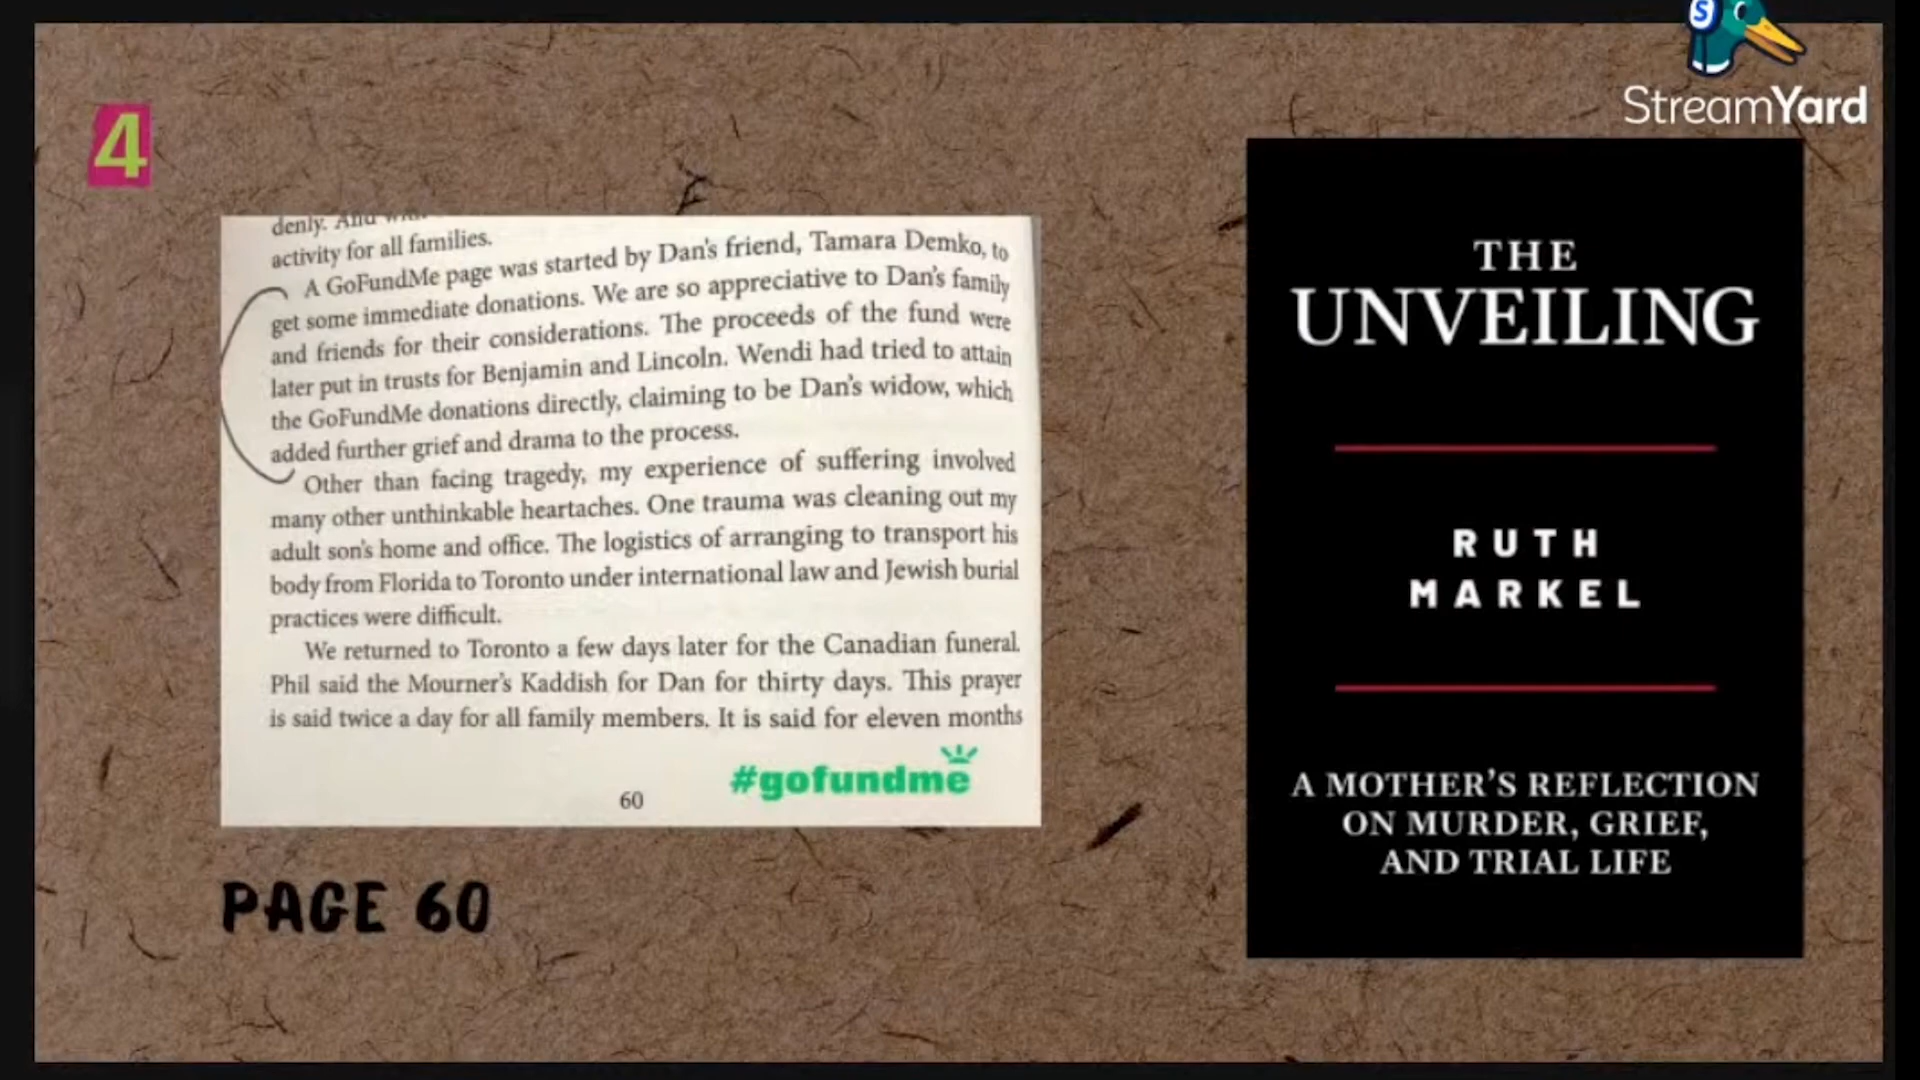 StreamYard
4
denly. And
activity for all families.
A GoFundMe page was started by Dan's friend, Tamara Demko, to
get some immediate donations. We are so appreciative to Dan's family
and friends for their considerations. The proceeds of the fund were
later put in trusts for Benjamin and Lincoln. Wendi had tried to attain
the GoFundMe donations directly, claiming to be Dan's widow, which
added further grief and drama to the process.
Other than facing tragedy, my experience of suffering involved
many other unthinkable heartaches. One trauma was cleaning out my
adult son's home and office. The logistics of arranging to transport his
body from Florida to Toronto under international law and Jewish burial
practices were difficult.
We returned to Toronto a few days later for the Canadian funeral.
Phil said the Mourner's Kaddish for Dan for thirty days. This prayer
is said twice a day for all family members. It is said for eleven months
#gofundme
60
PAGE 60
THE
UNVEILING
RUTH
MARKEL
A MOTHER'S REFLECTION
ON MURDER, GRIEF,
AND TRIAL LIFE